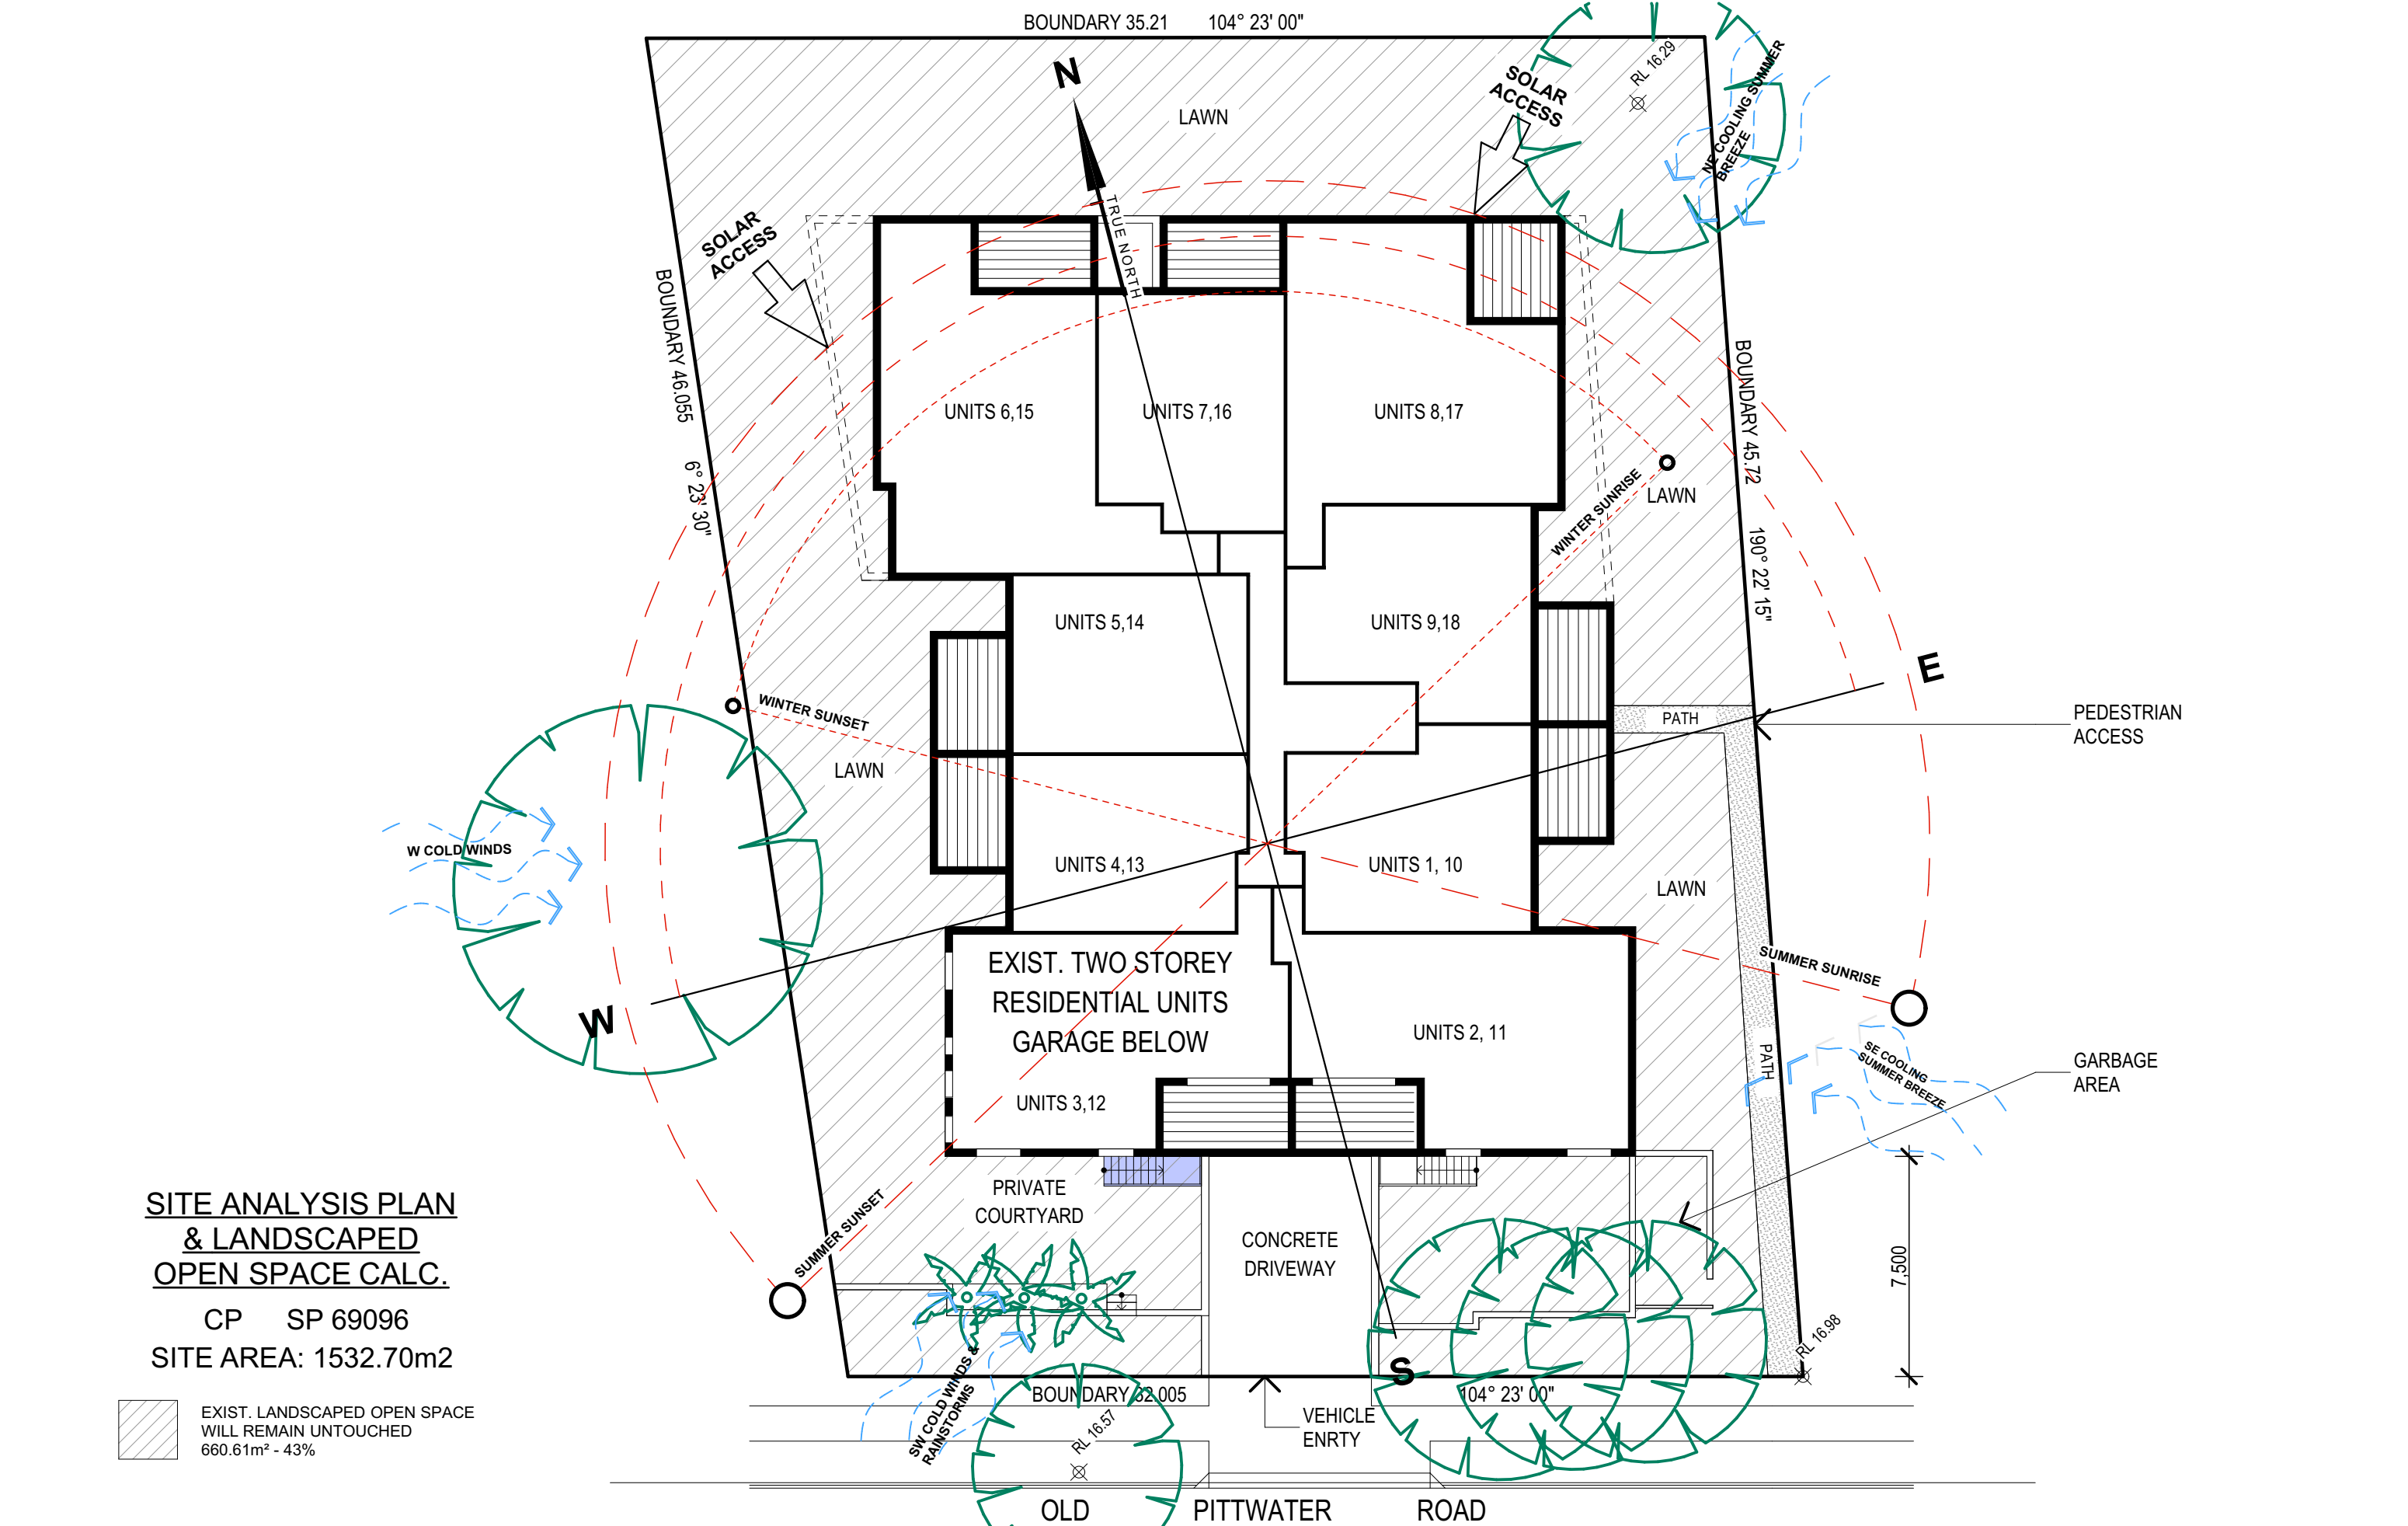 BOUNDARY 35.21 104° 23' 00"
N
TRUE NORTH
LAWN
SOLAR
ACCESS
RL 16.29
NE COOLING SUMMER
BREEZE
SOLAR
ACCESS
BOUNDARY 46.055
6° 23' 30"
BOUNDARY 45.72
190° 22' 15"
UNITS 6,15
UNITS 7,16
UNITS 8,17
WINTER SUNRISE
LAWN
UNITS 5,14
UNITS 9,18
E
WINTER SUNSET
PATH
PEDESTRIAN
ACCESS
LAWN
W COLD WINDS
UNITS 4,13
UNITS 1, 10
LAWN
SUMMER SUNRISE
W
EXIST. TWO STOREY
RESIDENTIAL UNITS
GARAGE BELOW
UNITS 2, 11
UNITS 3,12
PATH
SE COOLING
SUMMER BREEZE
GARBAGE
AREA
PRIVATE
COURTYARD
SUMMER SUNSET
CONCRETE
DRIVEWAY
7,500
RL 16.98
S
BOUNDARY 32.005
104° 23' 00"
SW COLD WINDS &
RAINSTORMS
RL 16.57
VEHICLE
ENRTY
OLD PITTWATER ROAD
SITE ANALYSIS PLAN
& LANDSCAPED
OPEN SPACE CALC.
CP SP 69096
SITE AREA: 1532.70m2
EXIST. LANDSCAPED OPEN SPACE
WILL REMAIN UNTOUCHED
660.61m² - 43%